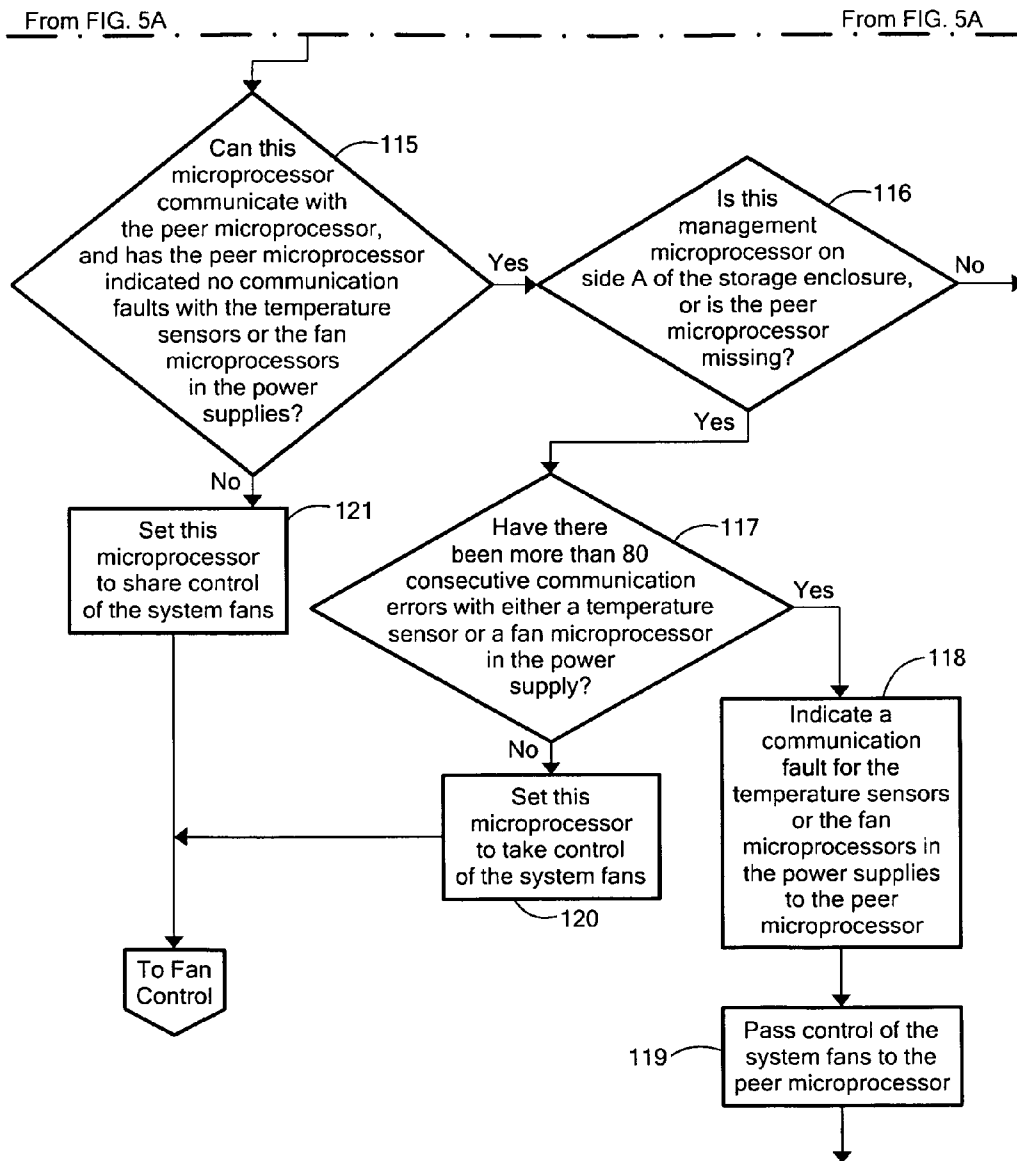 From FIG. 5A
From FIG. 5A
Can this
microprocessor
communicate with
the peer microprocessor,
and has the peer microprocessor
indicated no communication
faults with the temperature
sensors or the fan
microprocessors
in the power
supplies?
115
Yes
No
Is this
management
microprocessor on
side A of the storage enclosure,
or is the peer
microprocessor
missing?
116
No
Yes
121
Set this
microprocessor
to share control
of the system fans
Have there
been more than 80
consecutive communication
errors with either a temperature
sensor or a fan microprocessor
in the power
supply?
117
Yes
No
118
Indicate a
communication
fault for the
temperature sensors
or the fan
microprocessors in
the power supplies
to the peer
microprocessor
Set this
microprocessor
to take control
of the system fans
120
To Fan
Control
119
Pass control of the
system fans to the
peer microprocessor